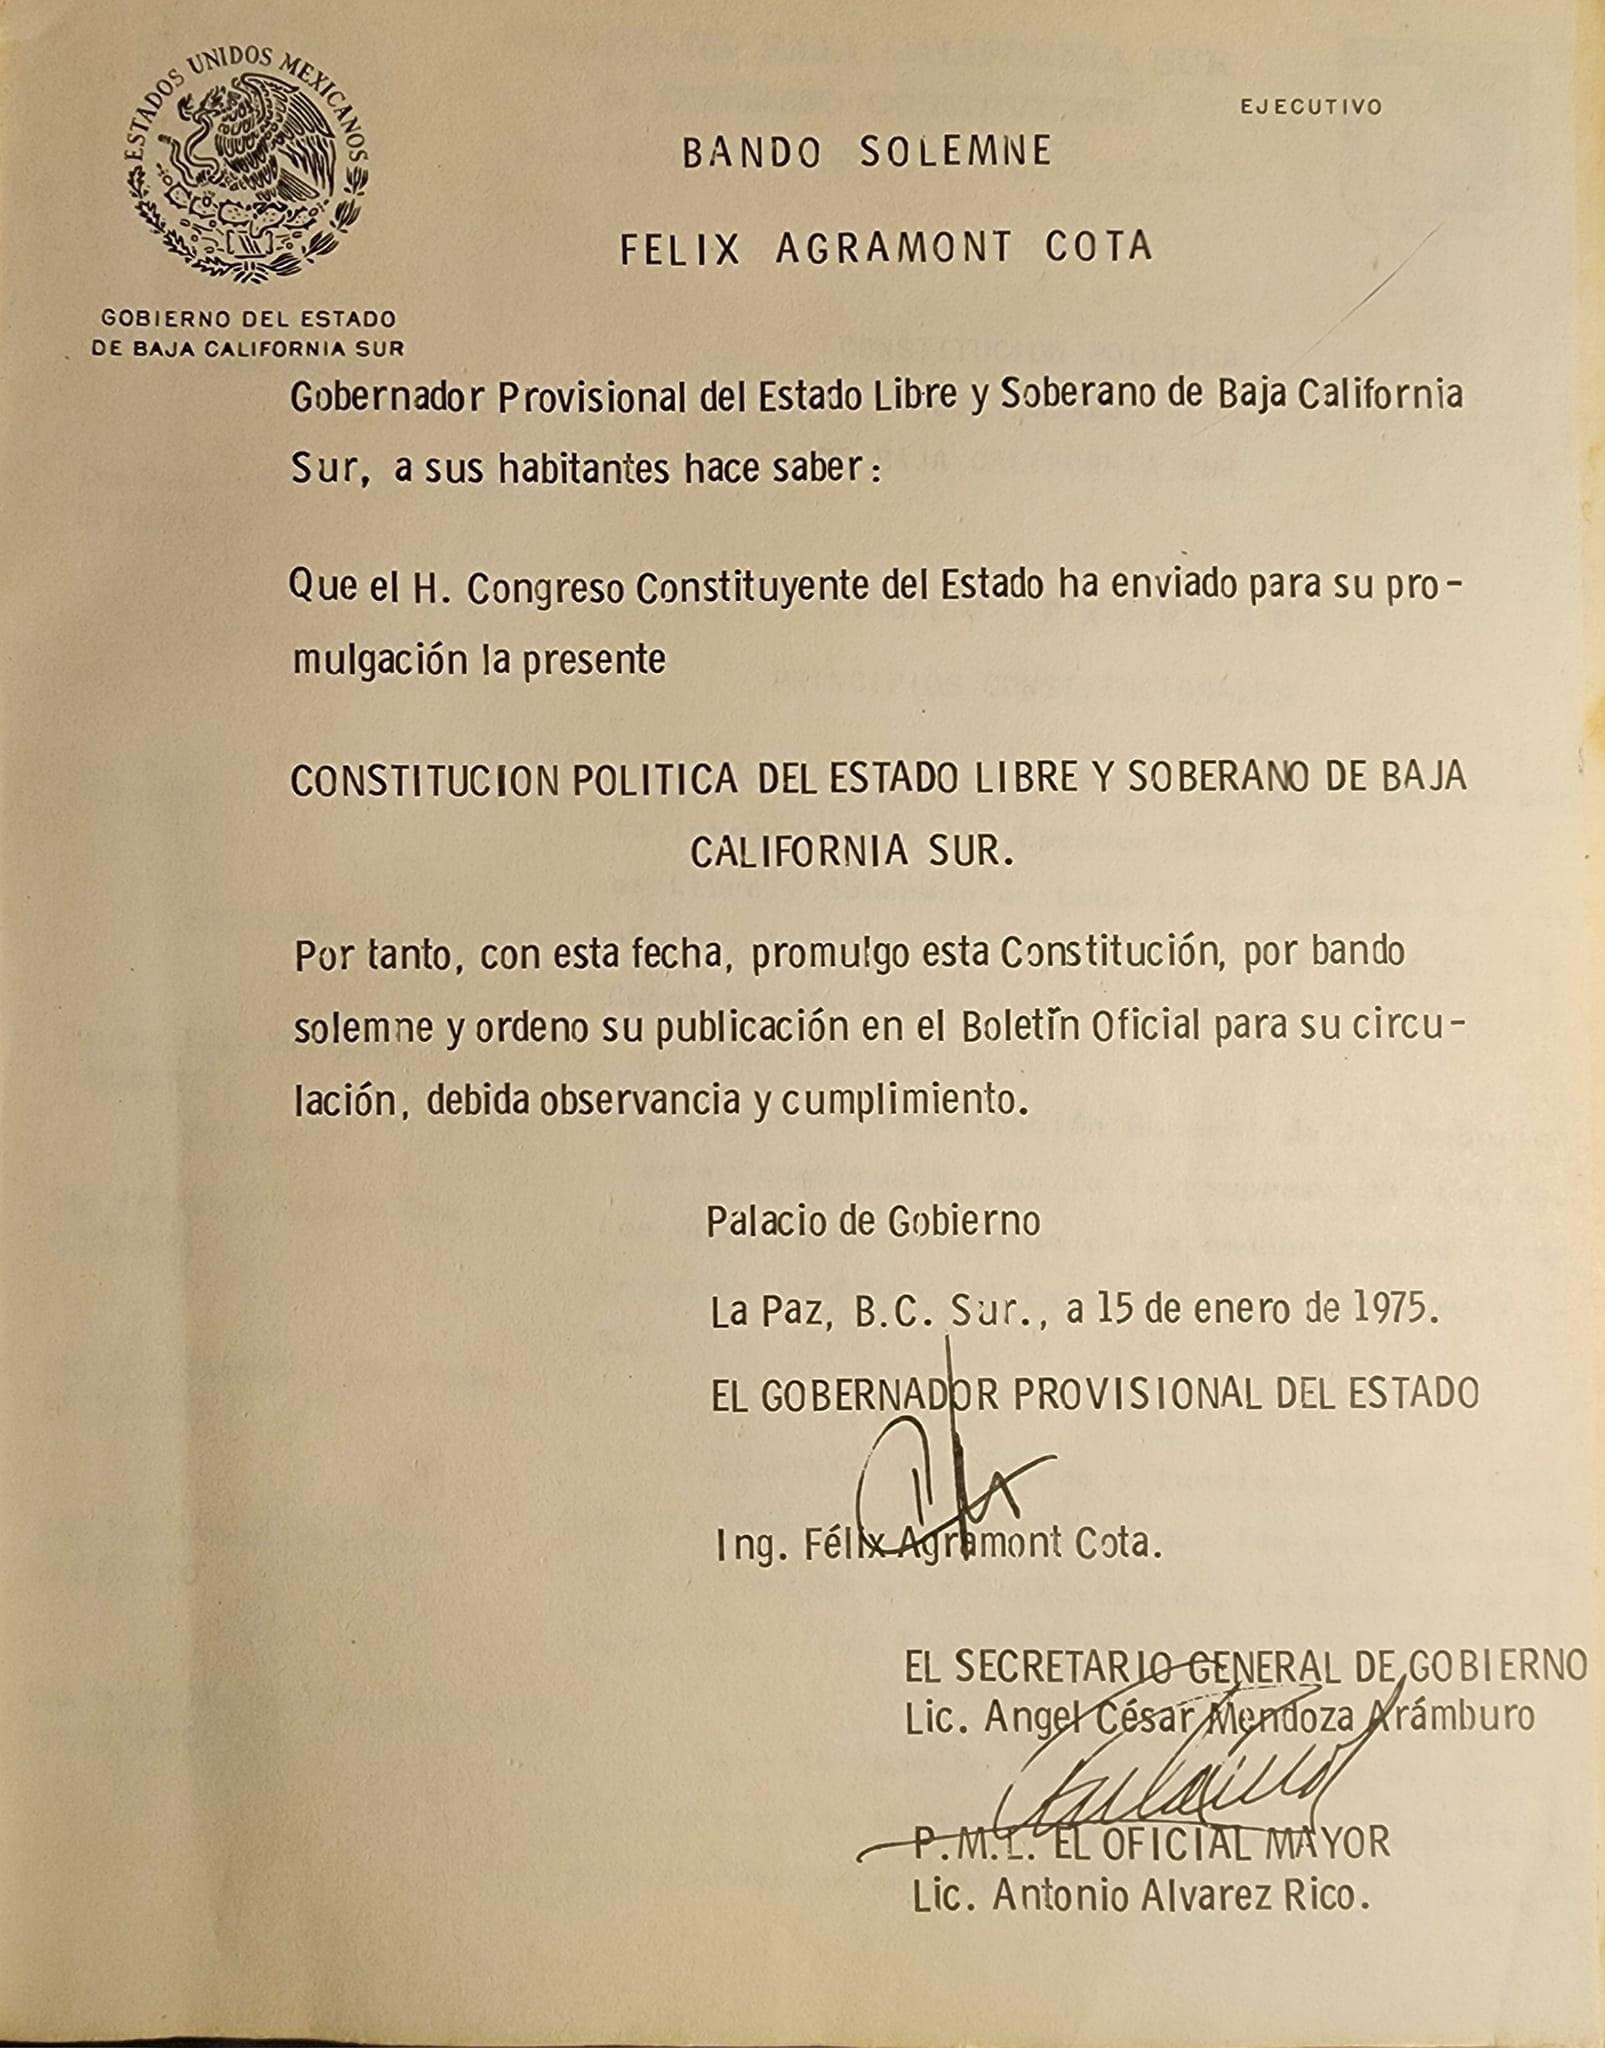 ESTADOS UNIDOS MEXICANOS
EJECUTIVO
BANDO SOLEMNE
FELIX AGRAMONT COTA
GOBIERNO DEL ESTADO
DE BAJA CALIFORNIA SUR
Gobernador Provisional del Estado Libre y Soberano de Baja California
Sur, a sus habitantes hace saber:
Que el H. Congreso Constituyente del Estado ha enviado para su pro-
mulgación la presente
CONSTITUCION POLITICA DEL ESTADO LIBRE Y SOBERANO DE BAJA
CALIFORNIA SUR.
Por tanto, con esta fecha, promulgo esta Constitución, por bando
solemne y ordeno su publicación en el Boletín Oficial para su circu-
lación, debida observancia y cumplimiento.
Palacio de Gobierno
La Paz, B.C. Sur., a 15 de enero de 1975.
EL GOBERNADOR PROVISIONAL DEL ESTADO
Ing. Félix Agramont Cota.
EL SECRETARIO GENERAL DE GOBIERNO
Lic. Angel César Mendoza Arámburo
P.M.L. EL OFICIAL MAYOR
Lic. Antonio Alvarez Rico.